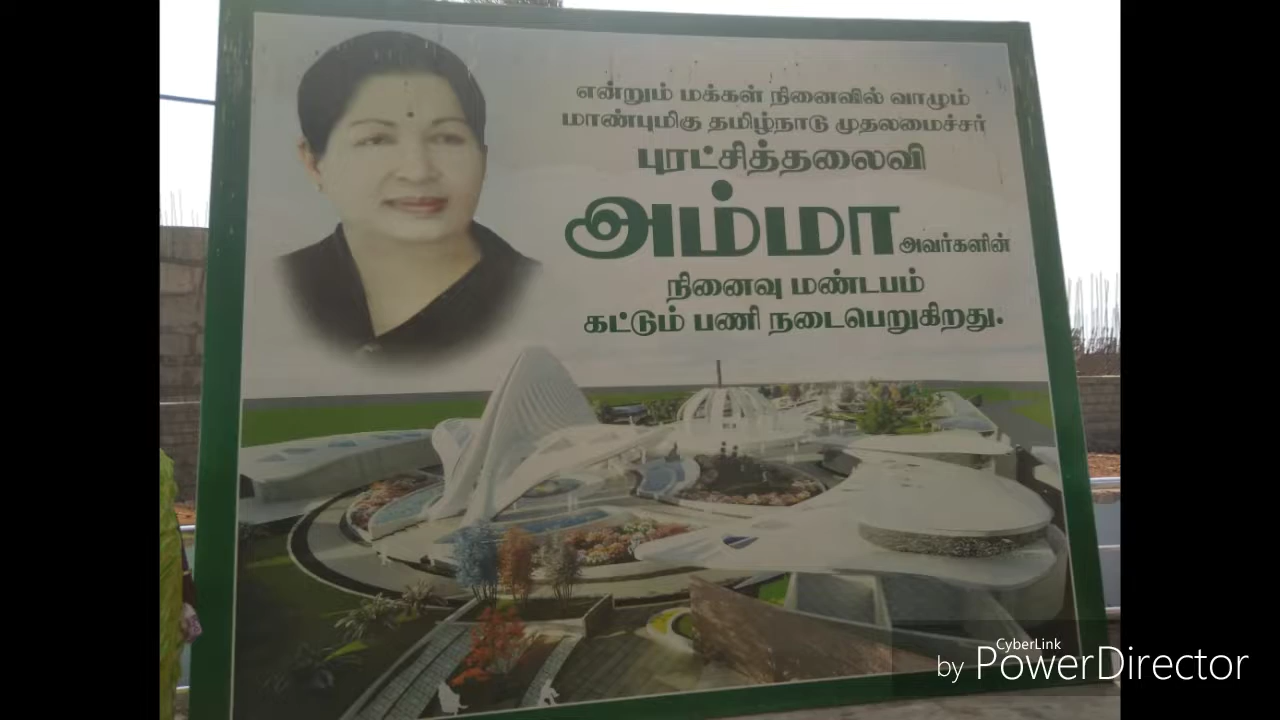 என்றும் மக்கள் நினைவில் வாழும்
மாண்புமிகு தமிழ்நாடு முதலமைச்சர்
புரட்சித்தலைவி
அம்மா அவர்களின்
நினைவு மண்டபம்
கட்டும் பணி நடைபெறுகிறது.
CyberLink
by PowerDirector